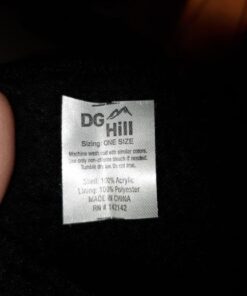 DG
Hill
Sizing: ONE SIZE
Machine wash cold with similar colors.
Use only non-chlorine bleach if needed.
Tumble dry low. Do not iron.
Shell: 100% Acrylic
Lining: 100% Polyester
MADE IN CHINA
RN # 142142